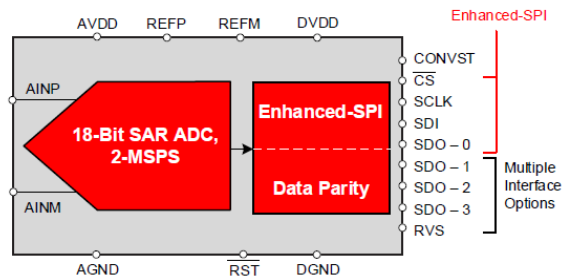 Enhanced-SPI
AVDD
REFP
REFM
DVDD
CONVST
AINP
CS
SCLK
Enhanced-SPI
SDI
18-Bit SAR ADC,
2-MSPS
SDO – 0
SDO – 1
Multiple
Interface
Options
Data Parity
SDO – 2
AINM
SDO – 3
RVS
AGND
RST
DGND